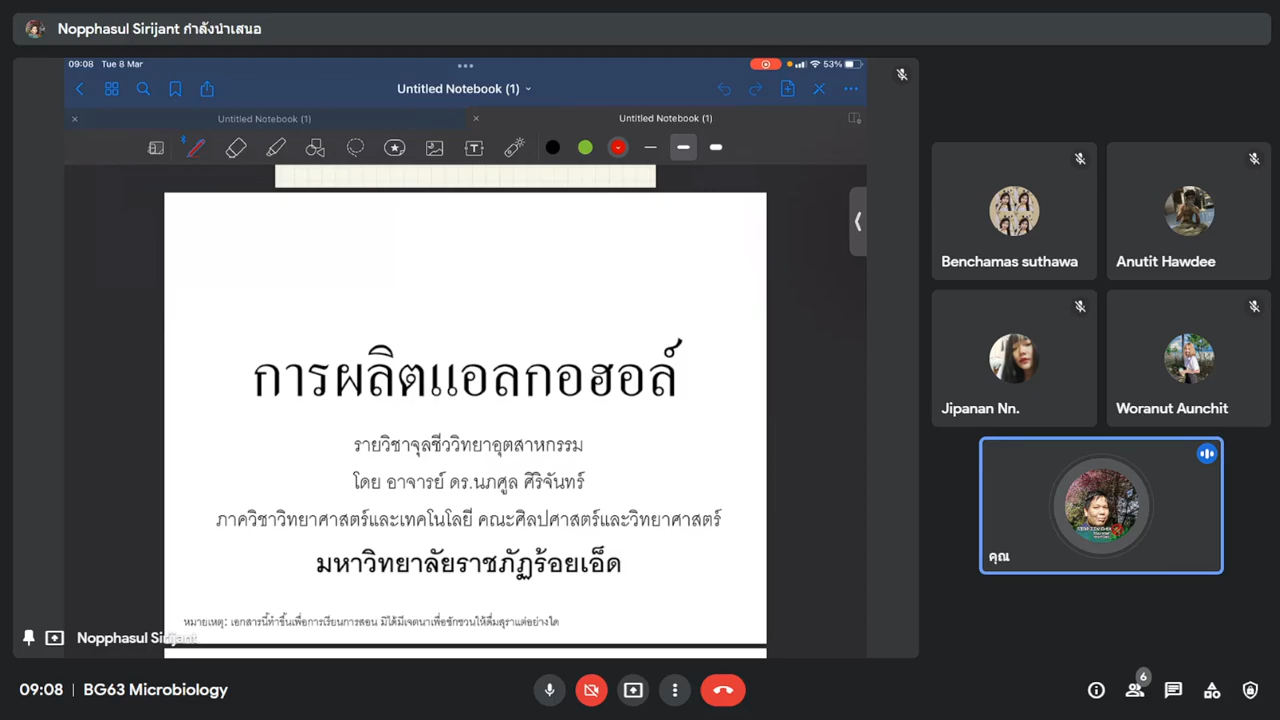 Nopphasul Sirijant กำลังนำเสนอ
09:08 Tue 8 Mar
53%
Untitled Notebook (1)
Untitled Notebook (1)
Untitled Notebook (1)
การผลิตแอลกอฮอล์
รายวิชาจุลชีววิทยาอุตสาหกรรม
โดย อาจารย์ ดร.นภศูล ศิริจันทร์
ภาควิชาวิทยาศาสตร์และเทคโนโลยี คณะศิลปศาสตร์และวิทยาศาสตร์
มหาวิทยาลัยราชภัฏร้อยเอ็ด
หมายเหตุ: เอกสารนี้ทำขึ้นเพื่อการเรียนการสอน มิได้มีเจตนาเพื่อชักชวนให้ดื่มสุราแต่อย่างใด
Nopphasul Sirijant
Benchamas suthawa
Anutit Hawdee
Jipanan Nn.
Woranut Aunchit
คุณ
09:08 | BG63 Microbiology
6